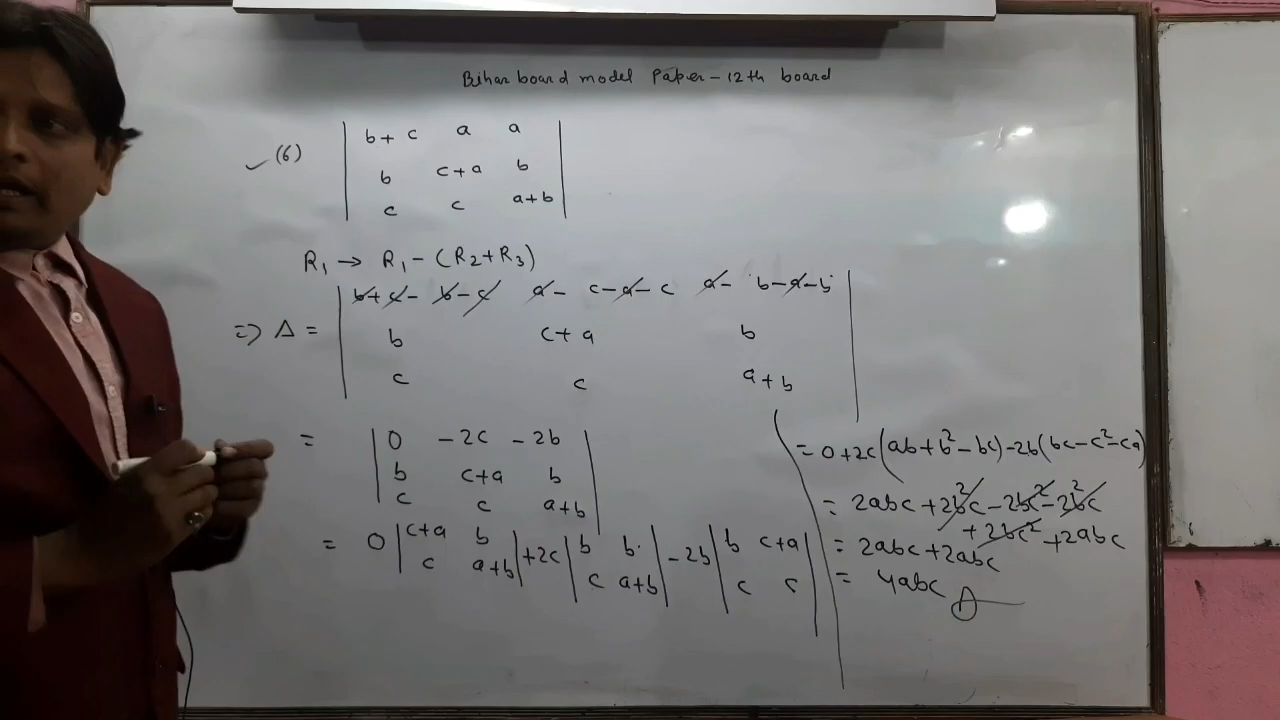 Bihar board model Paper - 12th board
(6) | b+c a a |
| b c+a b |
| c c a+b |
R₁ → R₁ - (R₂+R₃)
| b+c-b-c a-c-a-c a-b-a-b |
=> Δ = | b c+a b |
| c c a+b |
= | 0 -2c -2b |
| b c+a b |
| c c a+b |
= 0 | c+a b | +2c | b b | -2b | b c+a |
| c a+b | | c a+b | | c c |
= 0+2c(ab+b²-bc)-2b(bc-c²-ca)
= 2abc+2b²c-2bc²-2b²c
+2bc²+2abc
= 2abc+2abc
= 4abc